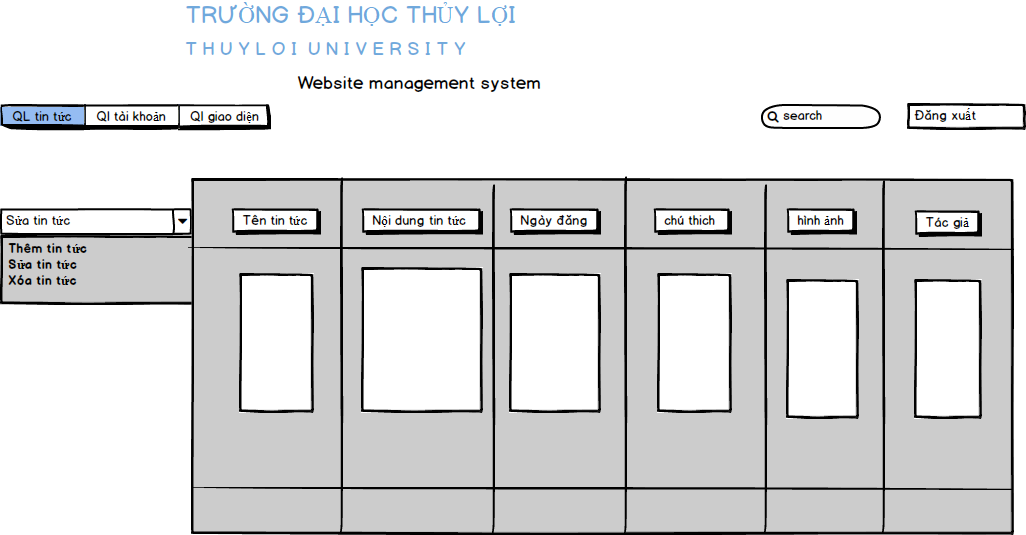 TRƯỜNG ĐẠI HỌC THỦY LỢI
THUYLOI UNIVERSITY
Website management system
QL tin tức
Ql tài khoản
Ql giao diện
search
Đăng xuất
Sửa tin tức
Thêm tin tức
Sửa tin tức
Xóa tin tức
Tên tin tức
Nội dung tin tức
Ngày đăng
chú thich
hình ảnh
Tác giả